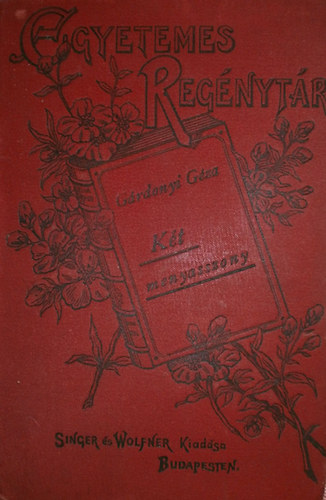 EGYETEMES
REGÉNYTÁR
Gárdonyi Géza
Két
menyasszony
SINGER és WOLFNER Kiadása
BUDAPESTEN.